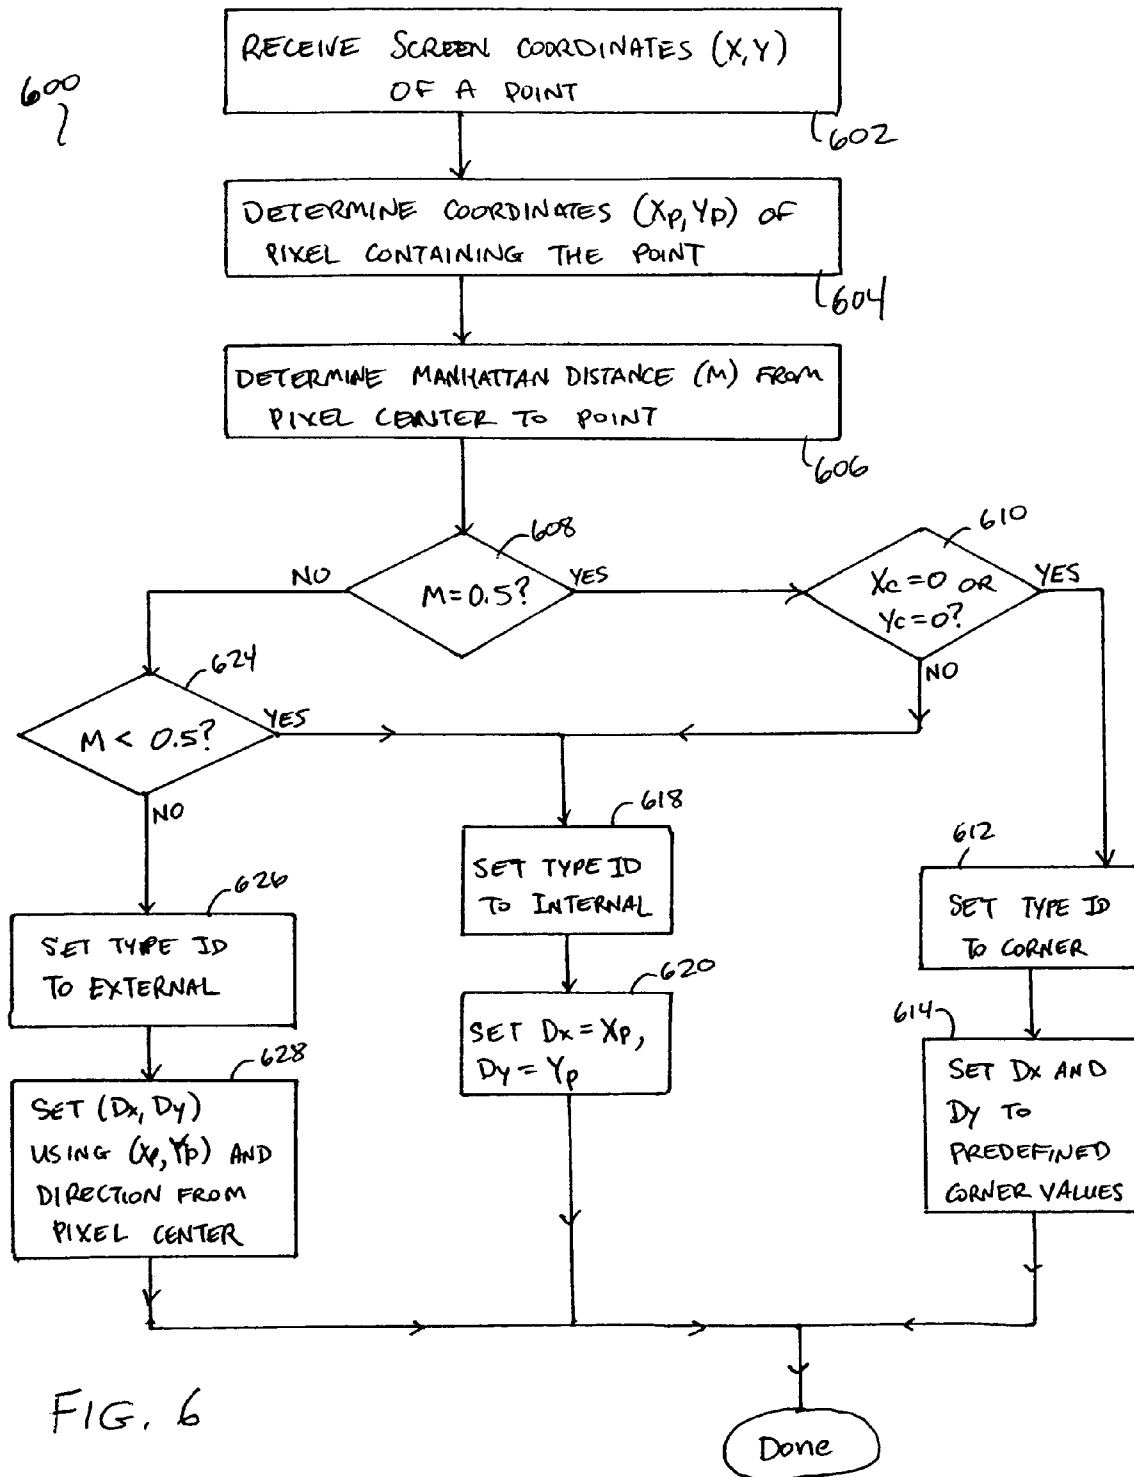 RECEIVE SCREEN COORDINATES (X,Y)
OF A POINT
600
602
DETERMINE COORDINATES (Xp,Yp) OF
PIXEL CONTAINING THE POINT
604
DETERMINE MANHATTAN DISTANCE (M) FROM
PIXEL CENTER TO POINT
606
608
M=0.5?
NO
YES
610
Xc=0 OR
Yc=0?
YES
NO
624
M < 0.5?
YES
NO
618
SET TYPE ID
TO INTERNAL
612
SET TYPE ID
TO CORNER
626
SET TYPE ID
TO EXTERNAL
620
SET Dx = Xp,
Dy = Yp
614
SET Dx AND
Dy TO
PREDEFINED
CORNER VALUES
628
SET (Dx, Dy)
USING (Xp,Yp) AND
DIRECTION FROM
PIXEL CENTER
FIG. 6
Done